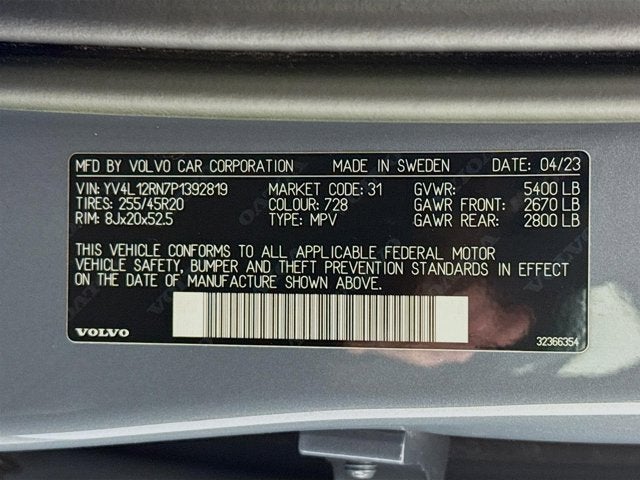 MFD BY VOLVO CAR CORPORATION MADE IN SWEDEN DATE: 04/23
VIN: YV4L12RN7P1392819 MARKET CODE: 31 GVWR: 5400 LB
TIRES: 255/45R20 COLOUR: 728 GAWR FRONT: 2670 LB
RIM: 8Jx20x52.5 TYPE: MPV GAWR REAR: 2800 LB
THIS VEHICLE CONFORMS TO ALL APPLICABLE FEDERAL MOTOR
VEHICLE SAFETY, BUMPER AND THEFT PREVENTION STANDARDS IN EFFECT
ON THE DATE OF MANUFACTURE SHOWN ABOVE.
VOLVO
32366354